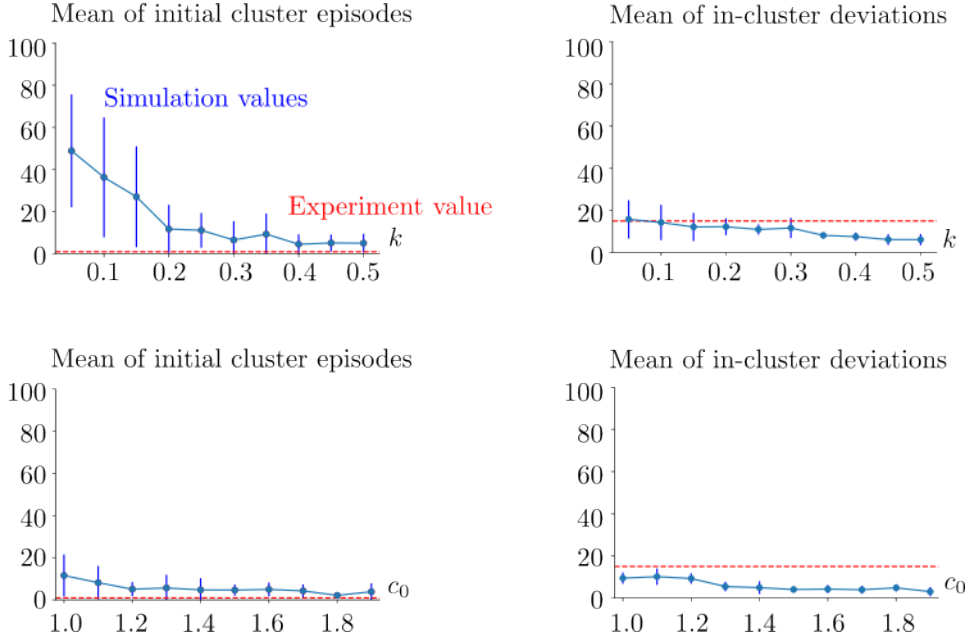 Mean of initial cluster episodes
100
80
60
40
20
0
Simulation values
Experiment value
k
0.1 0.2 0.3 0.4 0.5
Mean of in-cluster deviations
100
80
60
40
20
0
k
0.1 0.2 0.3 0.4 0.5
Mean of initial cluster episodes
100
80
60
40
20
0
c₀
1.0 1.2 1.4 1.6 1.8
Mean of in-cluster deviations
100
80
60
40
20
0
c₀
1.0 1.2 1.4 1.6 1.8